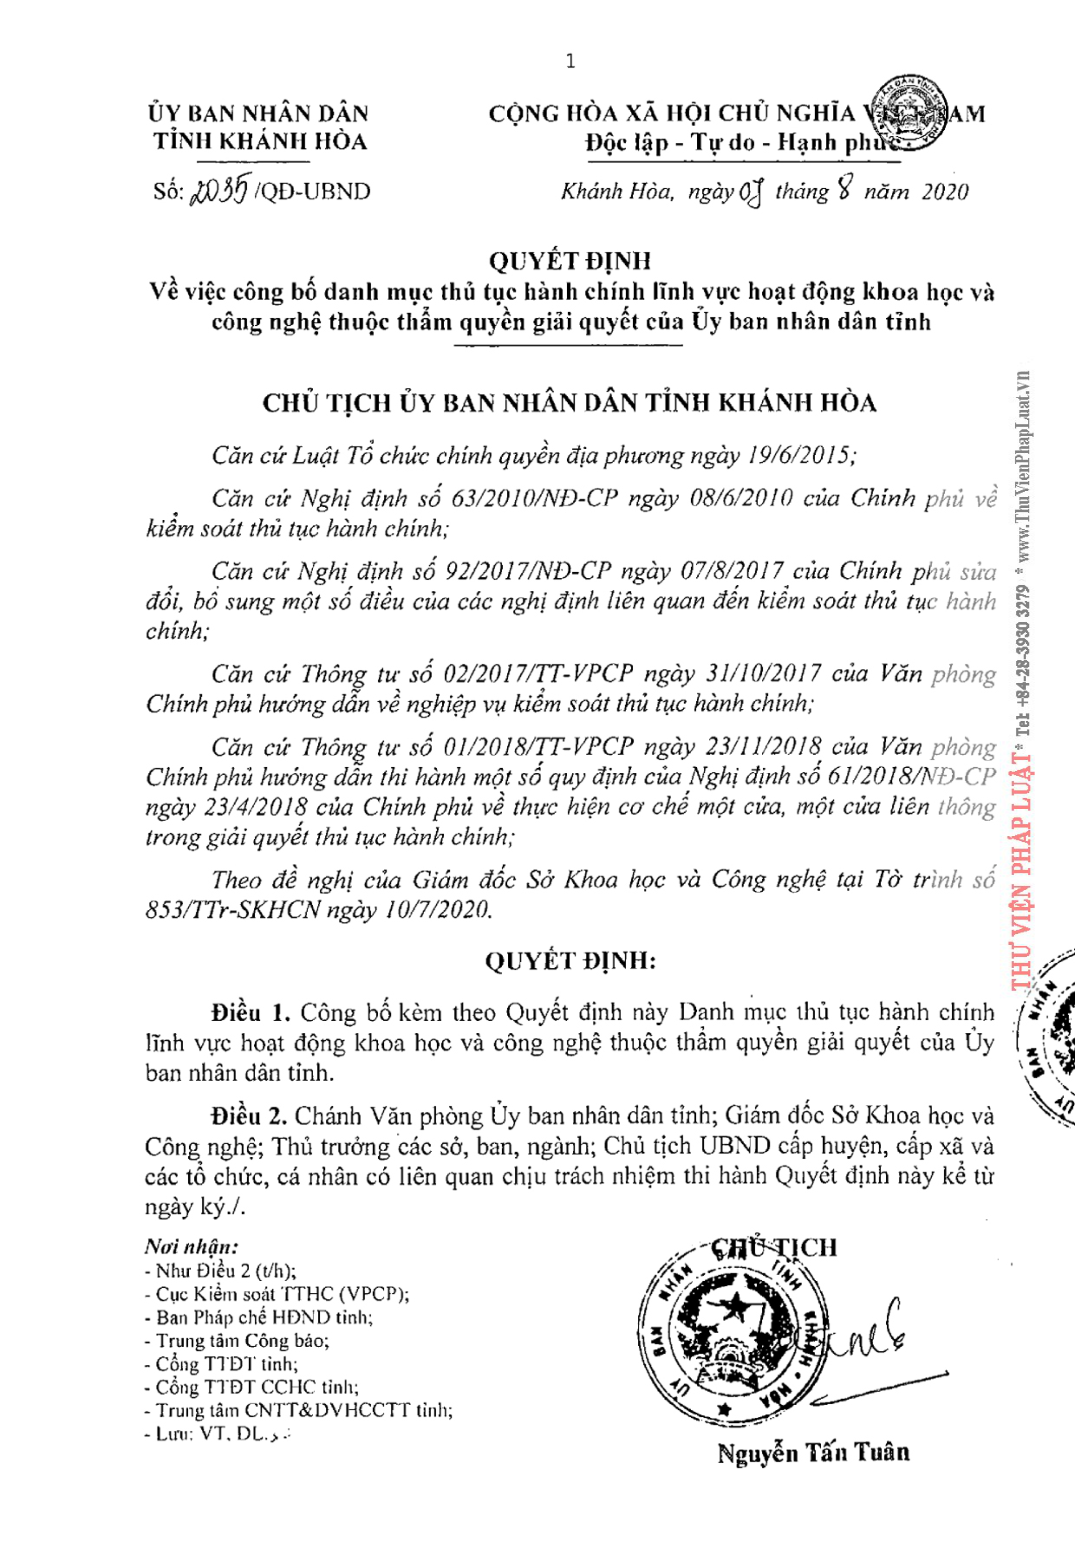 1
ỦY BAN NHÂN DÂN
TỈNH KHÁNH HÒA
Số: 2035/QĐ-UBND
CỘNG HÒA XÃ HỘI CHỦ NGHĨA V AM
Độc lập - Tự do - Hạnh phúc
Khánh Hòa, ngày tháng 8 năm 2020
QUYẾT ĐỊNH
Về việc công bố danh mục thủ tục hành chính lĩnh vực hoạt động khoa học và
công nghệ thuộc thẩm quyền giải quyết của Ủy ban nhân dân tỉnh
CHỦ TỊCH ỦY BAN NHÂN DÂN TỈNH KHÁNH HÒA
Căn cứ Luật Tổ chức chính quyền địa phương ngày 19/6/2015;
Căn cứ Nghị định số 63/2010/NĐ-CP ngày 08/6/2010 của Chính phủ về
kiểm soát thủ tục hành chính;
Căn cứ Nghị định số 92/2017/NĐ-CP ngày 07/8/2017 của Chính phủ sửa
đổi, bổ sung một số điều của các nghị định liên quan đến kiểm soát thủ tục hành
chính;
Căn cứ Thông tư số 02/2017/TT-VPCP ngày 31/10/2017 của Văn phòng
Chính phủ hướng dẫn về nghiệp vụ kiểm soát thủ tục hành chính;
Căn cứ Thông tư số 01/2018/TT-VPCP ngày 23/11/2018 của Văn phòng
Chính phủ hướng dẫn thi hành một số quy định của Nghị định số 61/2018/NĐ-CP
ngày 23/4/2018 của Chính phủ về thực hiện cơ chế một cửa, một cửa liên thông
trong giải quyết thủ tục hành chính;
Theo đề nghị của Giám đốc Sở Khoa học và Công nghệ tại Tờ trình số
853/TTr-SKHCN ngày 10/7/2020.
QUYẾT ĐỊNH:
Điều 1. Công bố kèm theo Quyết định này Danh mục thủ tục hành chính
lĩnh vực hoạt động khoa học và công nghệ thuộc thẩm quyền giải quyết của Ủy
ban nhân dân tỉnh.
Điều 2. Chánh Văn phòng Ủy ban nhân dân tỉnh; Giám đốc Sở Khoa học và
Công nghệ; Thủ trưởng các sở, ban, ngành; Chủ tịch UBND cấp huyện, cấp xã và
các tổ chức, cá nhân có liên quan chịu trách nhiệm thi hành Quyết định này kể từ
ngày ký./.
Nơi nhận:
- Như Điều 2 (t/h);
- Cục Kiểm soát TTHC (VPCP);
- Ban Pháp chế HĐND tỉnh;
- Trung tâm Công báo;
- Cổng TTĐT tỉnh;
- Cổng TTĐT CCHC tỉnh;
- Trung tâm CNTT&DVHCCTT tỉnh;
- Lưu: VT, DL.
CHỦ TỊCH
ỦY BAN NHÂN DÂN TỈNH KHÁNH HÒA
Nguyễn Tấn Tuân
THƯ VIỆN PHÁP LUẬT * Tel: +84-28-3930 3279 * www.ThuVienPhapLuat.vn
BAN NHÂN